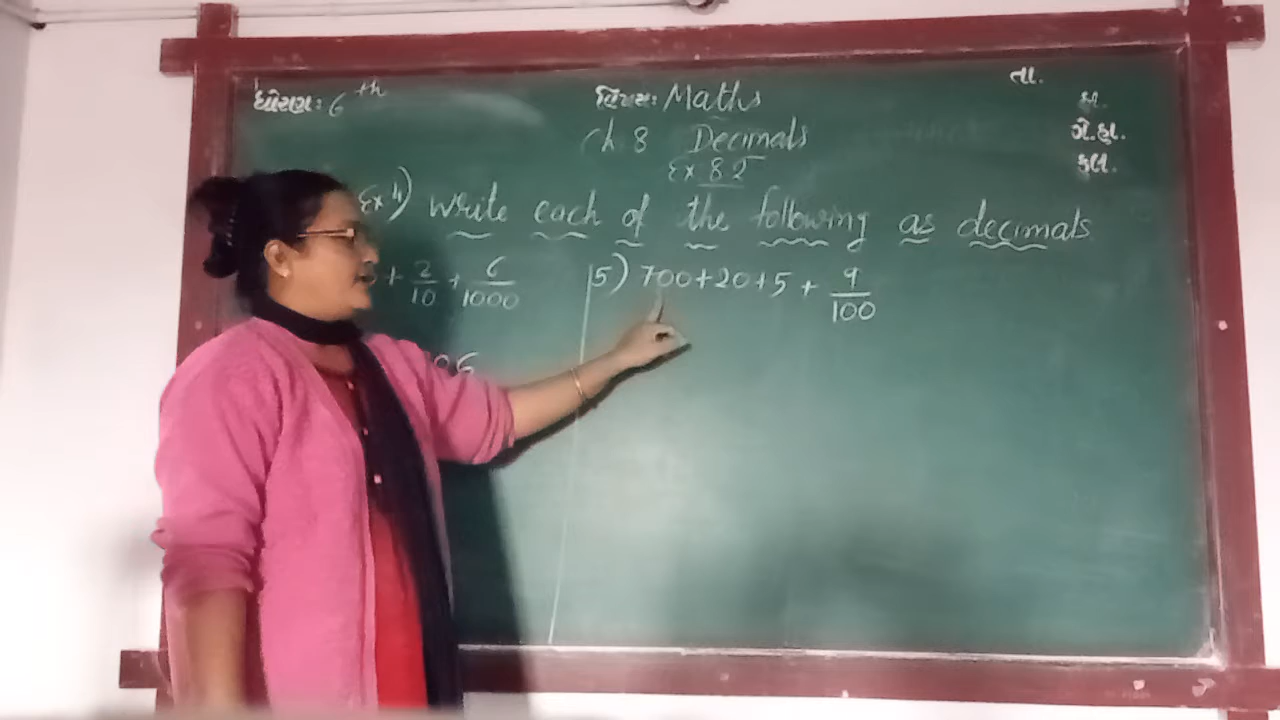 ધોરણ: 6th
વિષય: Maths
તા.
Ch. 8 Decimals
Ex 8.2
હા.
ગે.હા.
કુલ.
Ex 4) Write each of the following as decimals
+ 2/10 + 6/1000
5) 700+20+5 + 9/100
06